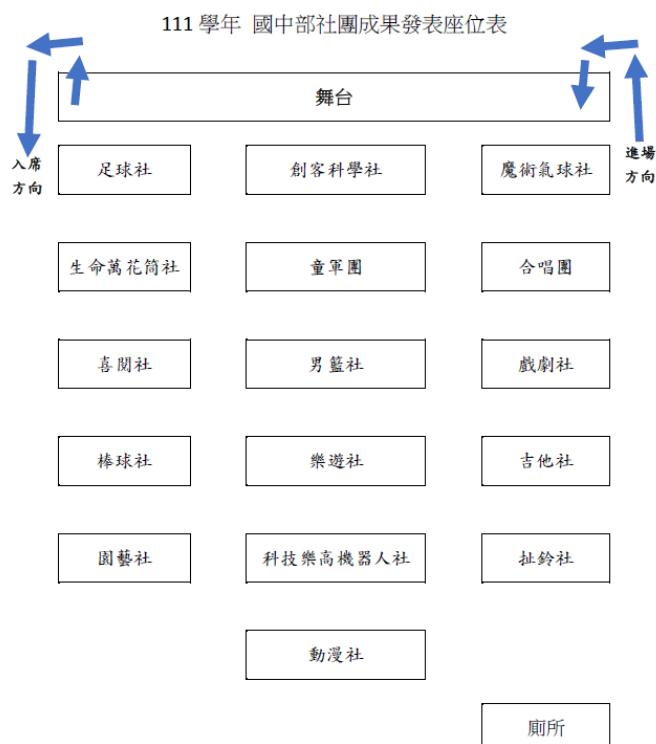 111 學年 國中部社團成果發表座位表
舞台
入席
方向
進場
方向
足球社
創客科學社
魔術氣球社
生命萬花筒社
童軍團
合唱團
喜閱社
男籃社
戲劇社
棒球社
樂遊社
吉他社
園藝社
科技樂高機器人社
扯鈴社
動漫社
廁所